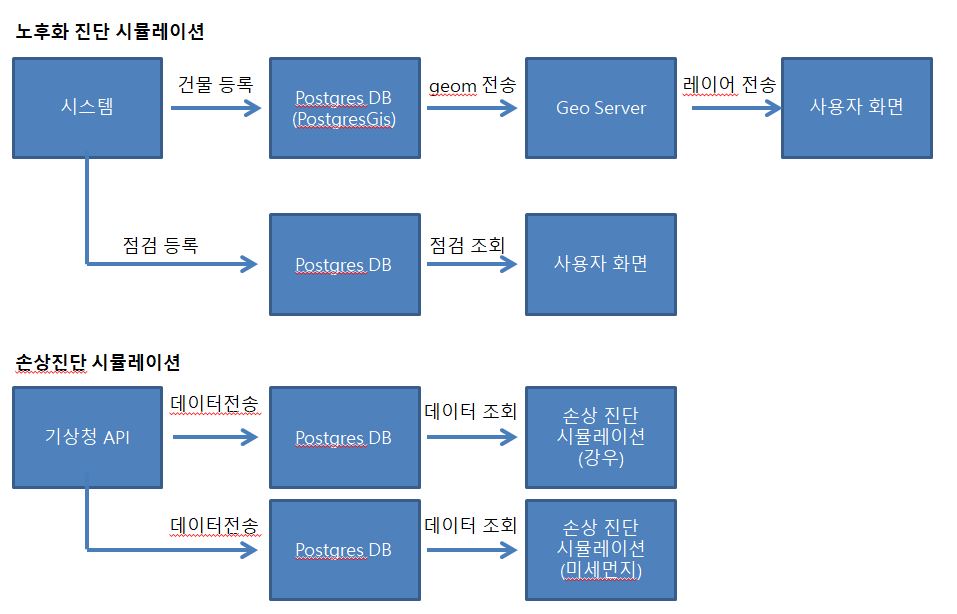 노후화 진단 시뮬레이션
시스템
건물 등록
Postgres DB
(PostgresGis)
geom 전송
Geo Server
레이어 전송
사용자 화면
점검 등록
Postgres DB
점검 조회
사용자 화면
손상진단 시뮬레이션
기상청 API
데이터전송
Postgres DB
데이터 조회
손상 진단
시뮬레이션
(강우)
데이터전송
Postgres DB
데이터 조회
손상 진단
시뮬레이션
(미세먼지)